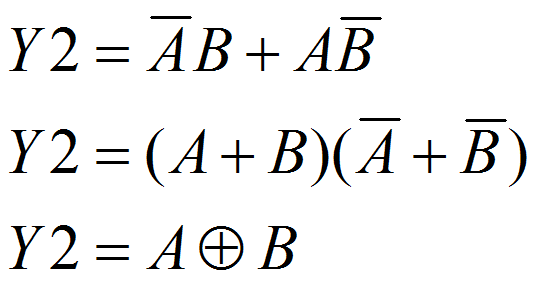 Y2 = A̅B + AB̅
Y2 = (A + B)(A̅ + B̅)
Y2 = A ⊕ B